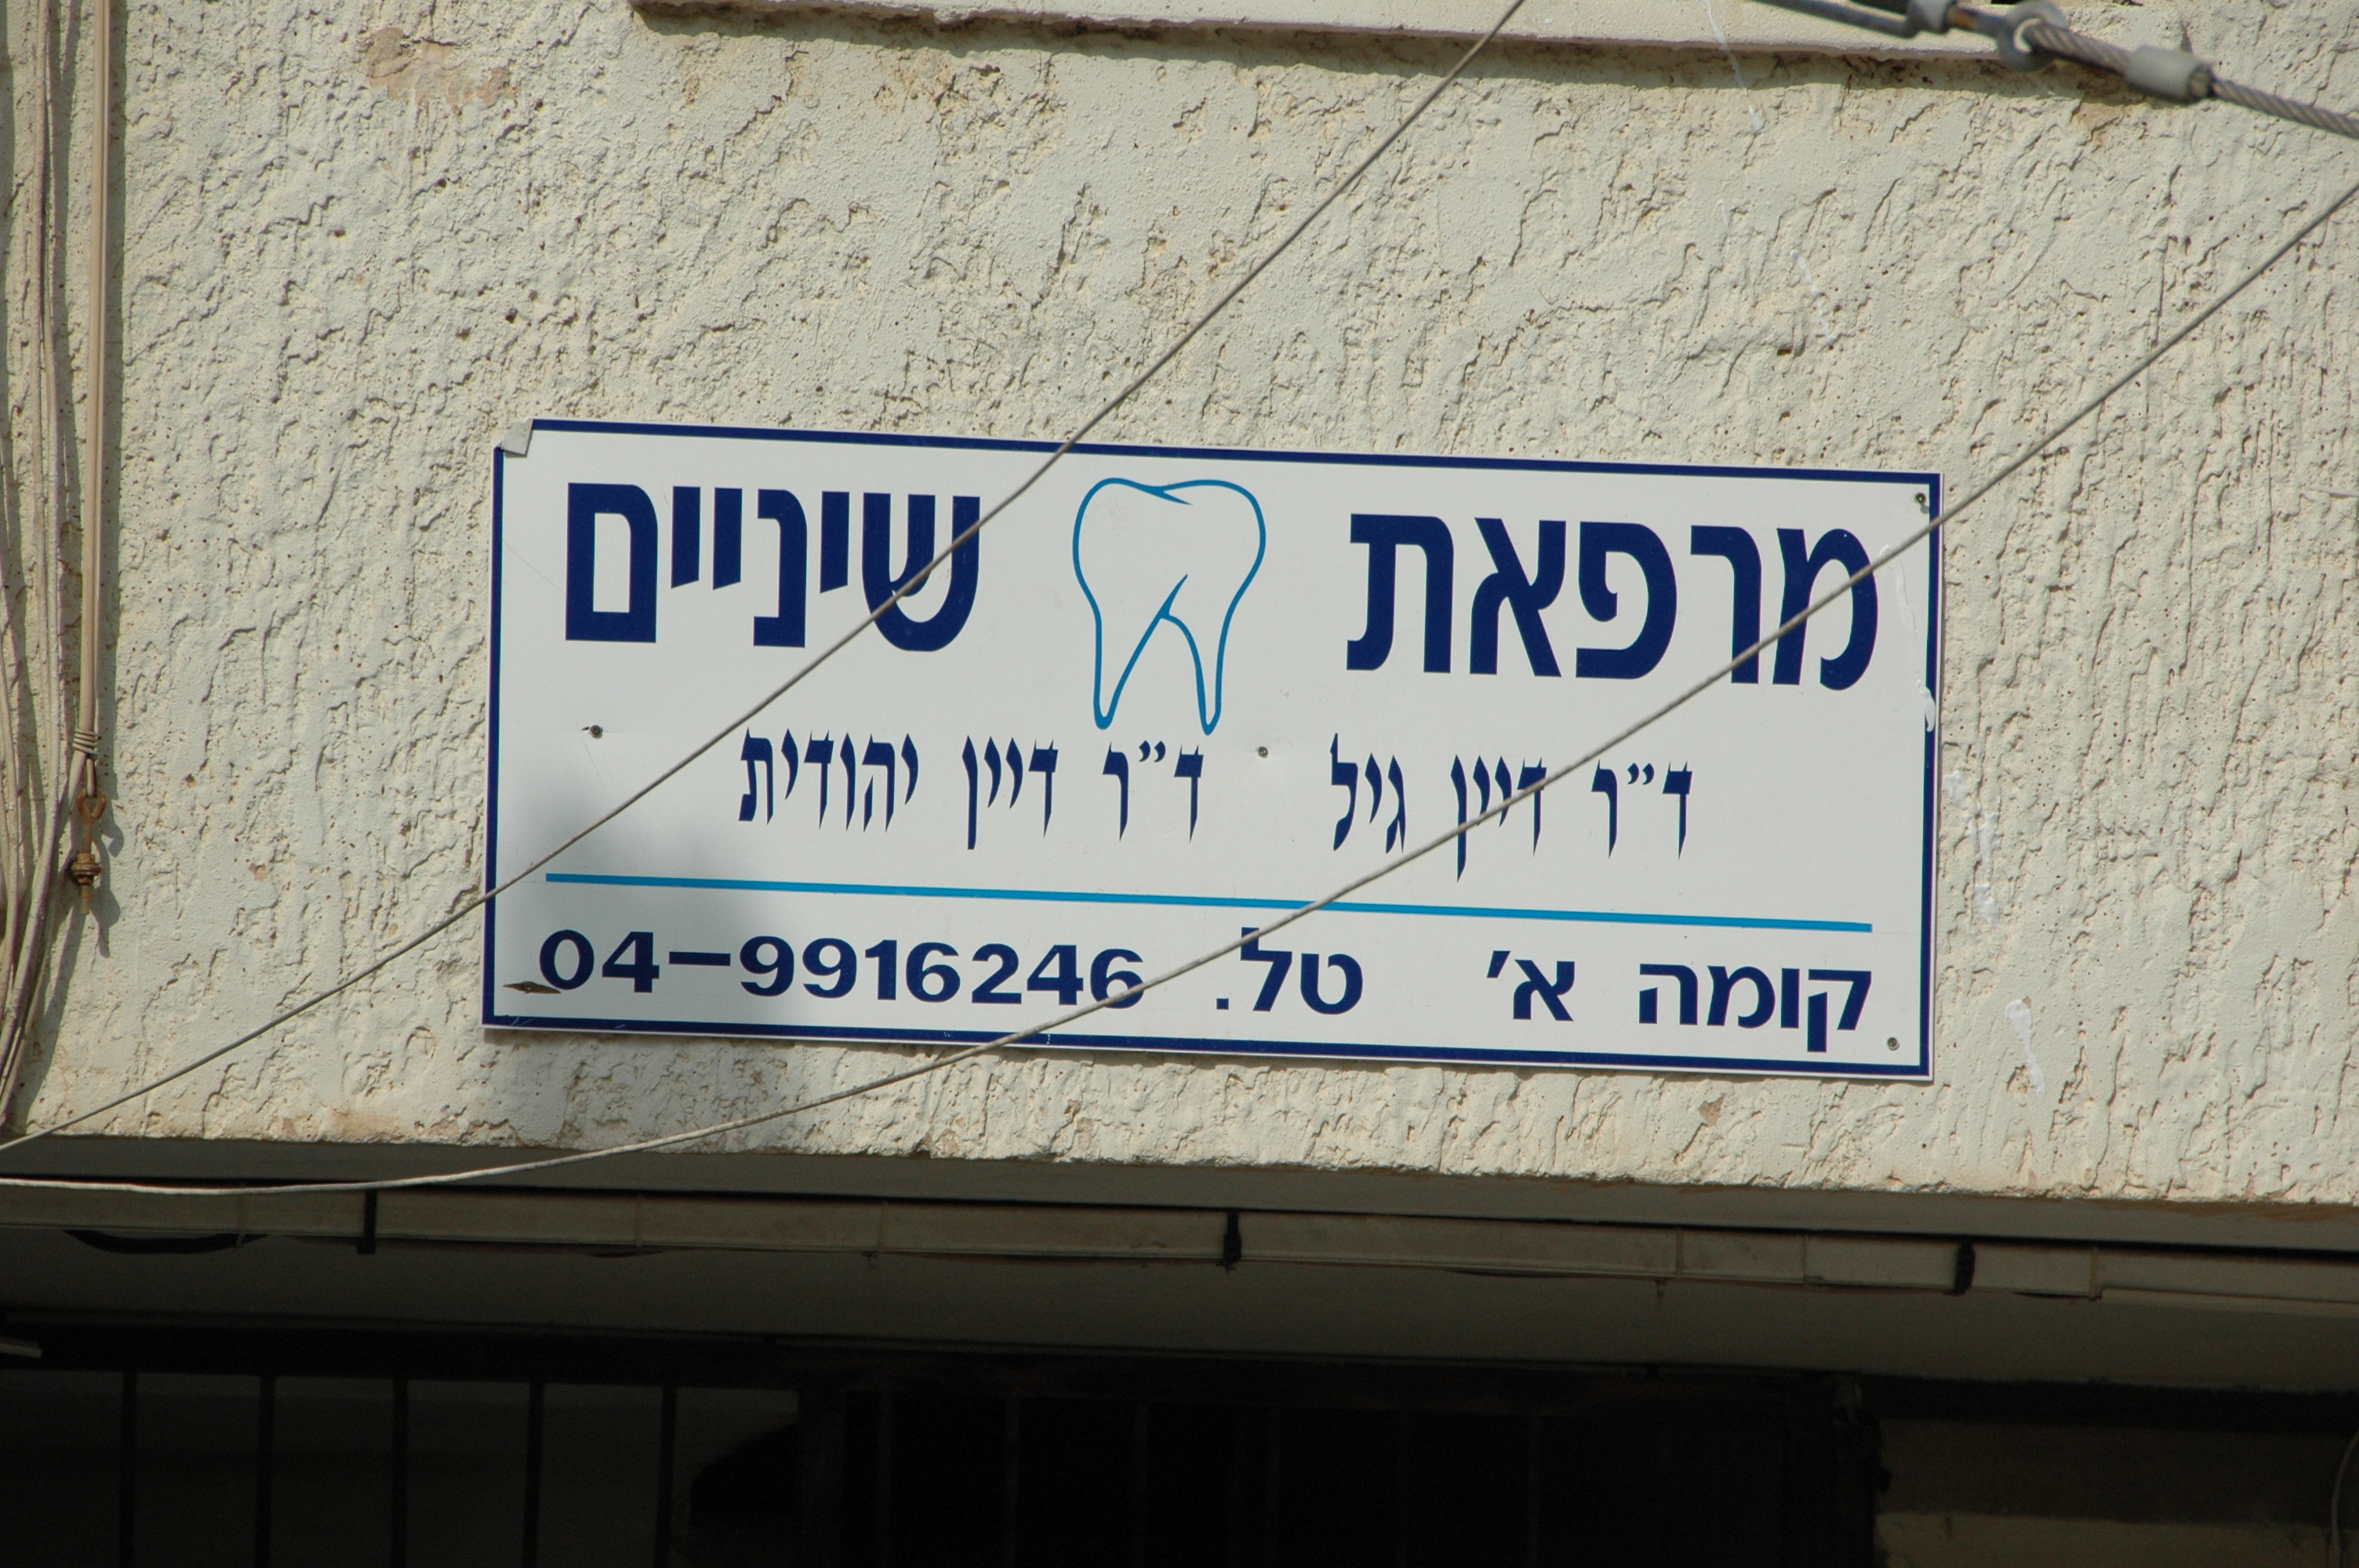 מרפאת שיניים
ד״ר דיין גיל ד״ר דיין יהודית
קומה א׳ טל. 04-9916246